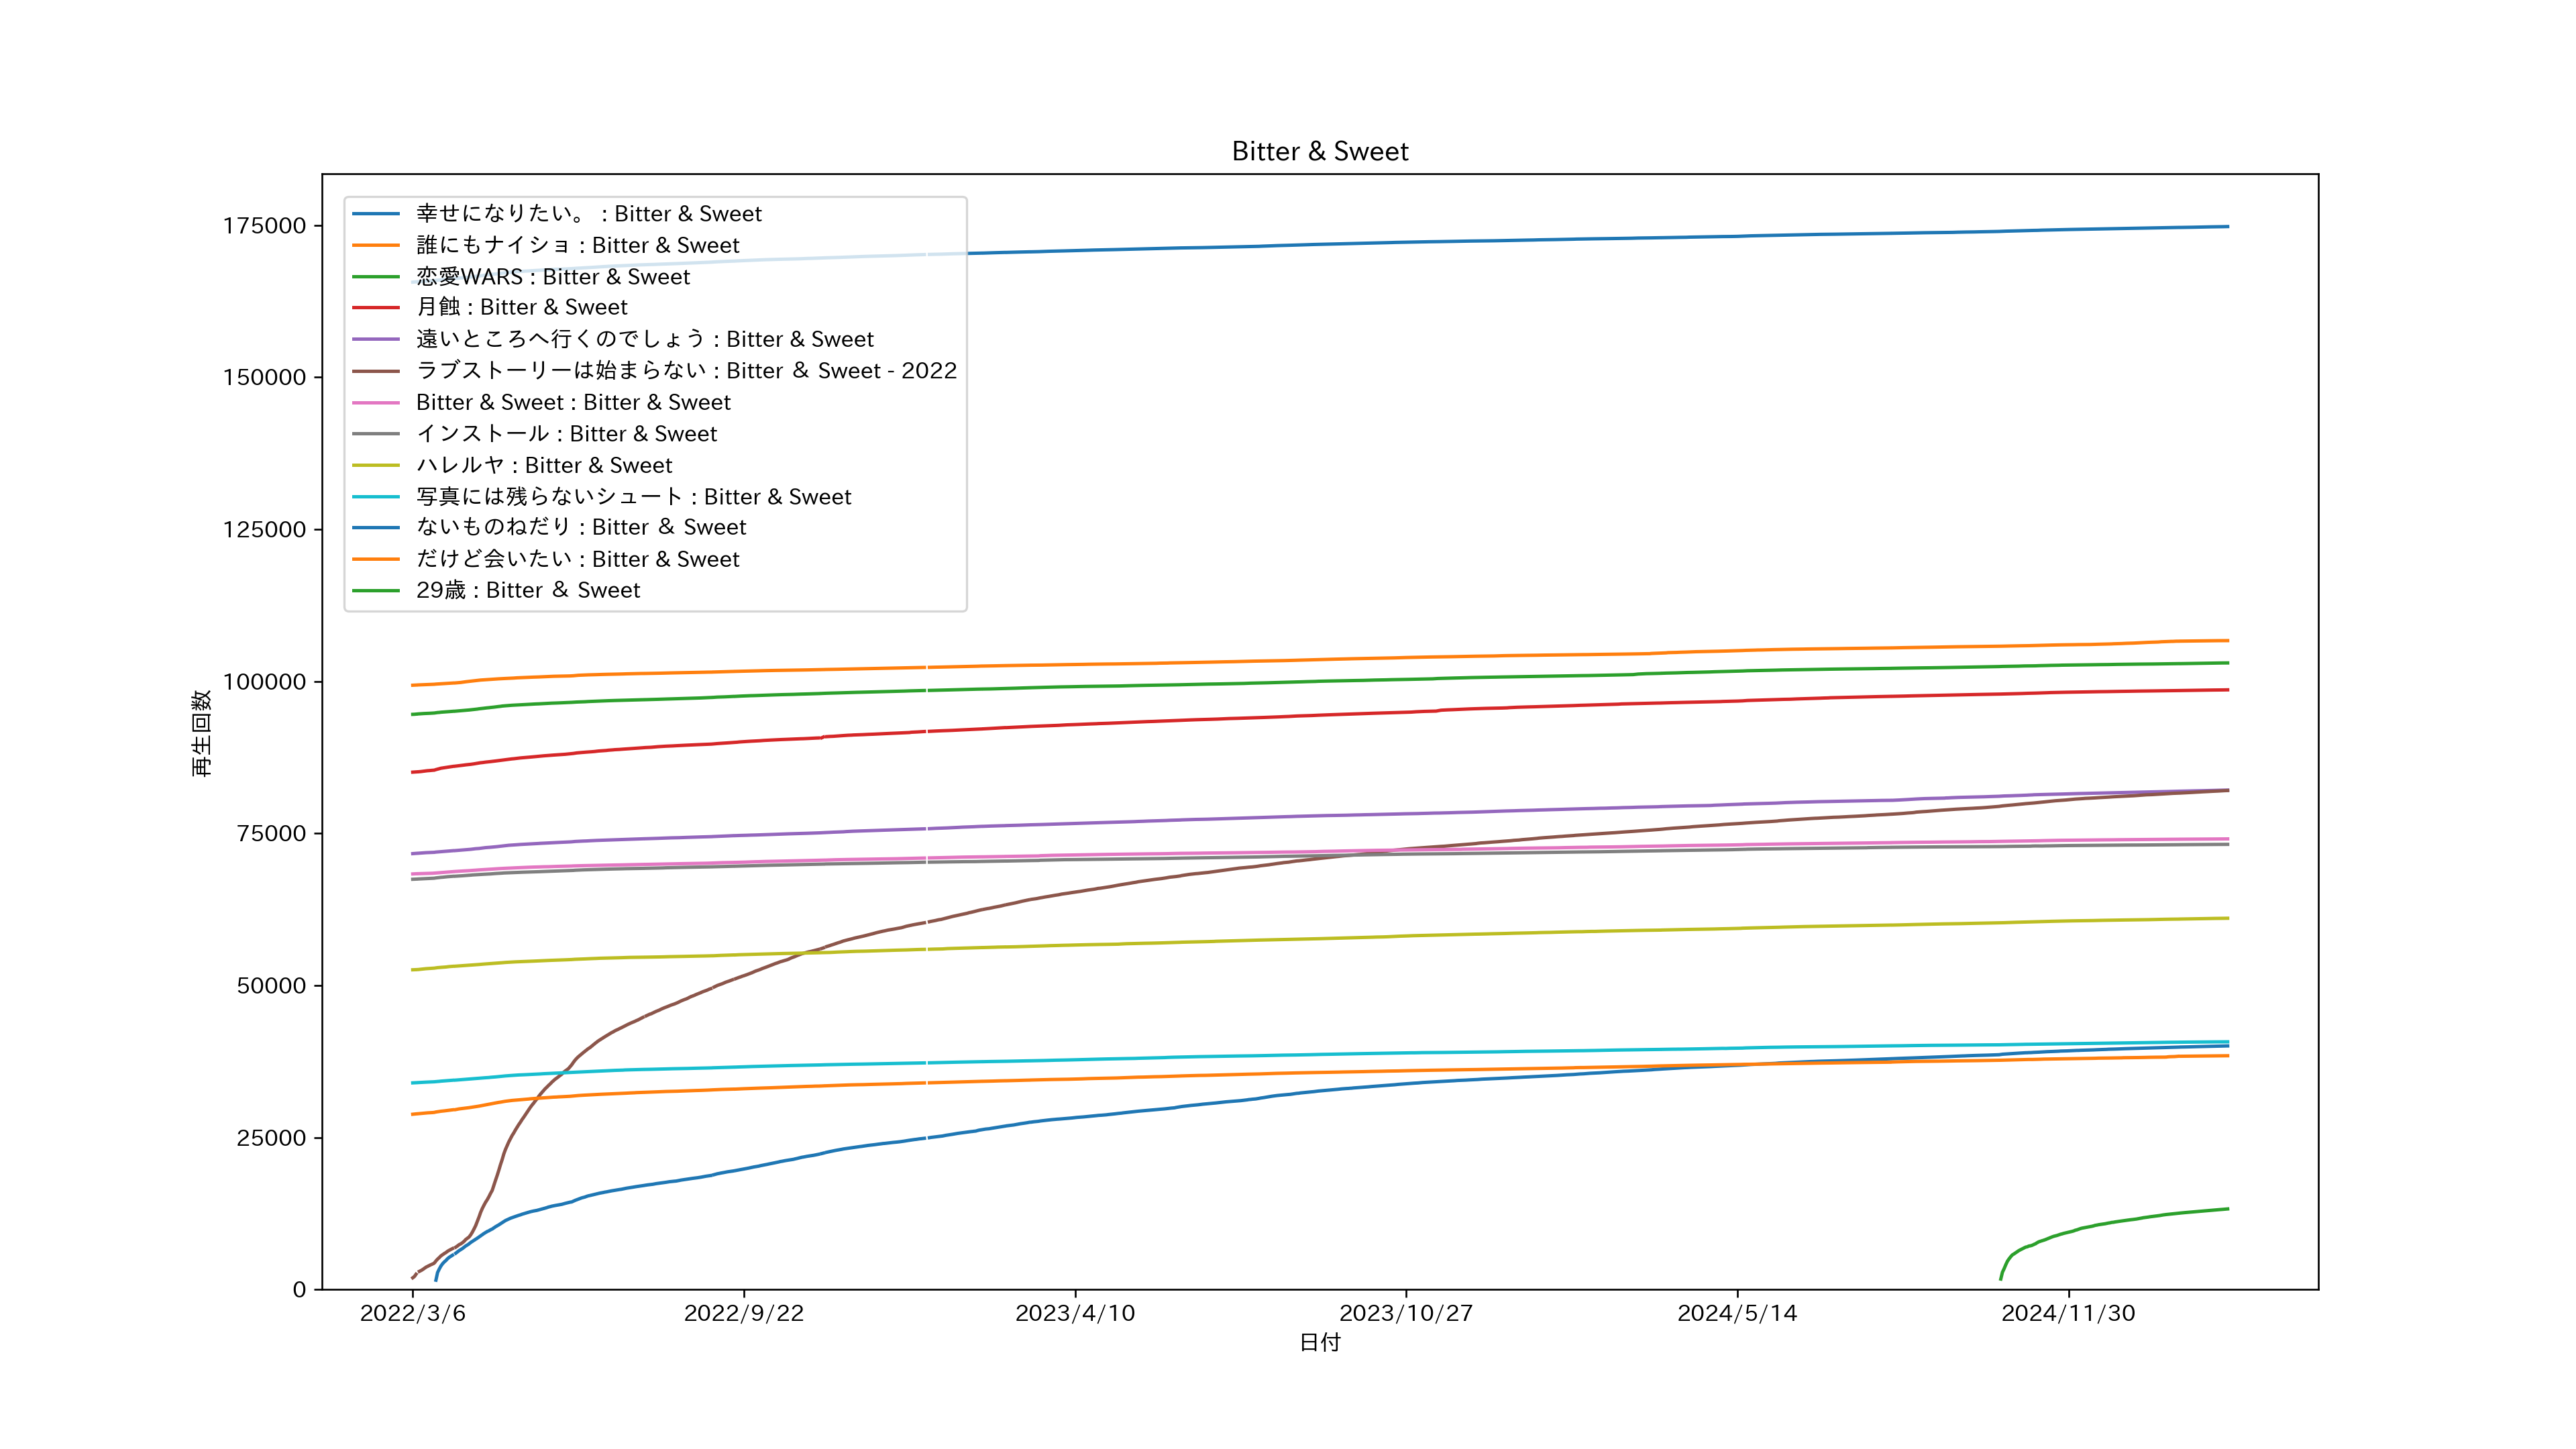 Bitter & Sweet
175000
150000
125000
100000
75000
50000
25000
0
再生回数
幸せになりたい。 : Bitter & Sweet
誰にもナイショ : Bitter & Sweet
恋愛WARS : Bitter & Sweet
月蝕 : Bitter & Sweet
遠いところへ行くのでしょう : Bitter & Sweet
ラブストーリーは始まらない : Bitter ＆ Sweet - 2022
Bitter & Sweet : Bitter & Sweet
インストール : Bitter & Sweet
ハレルヤ : Bitter & Sweet
写真には残らないシュート : Bitter & Sweet
ないものねだり : Bitter ＆ Sweet
だけど会いたい : Bitter & Sweet
29歳 : Bitter ＆ Sweet
2022/3/6
2022/9/22
2023/4/10
2023/10/27
2024/5/14
2024/11/30
日付